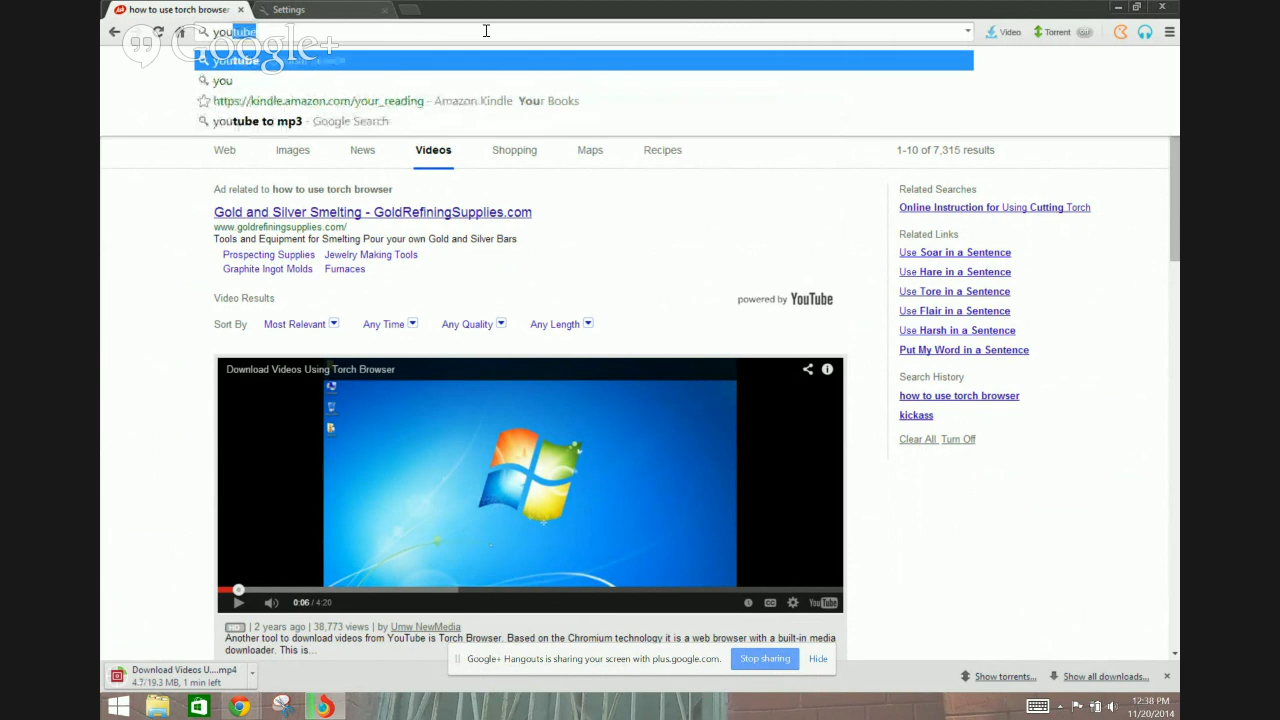 how to use torch browser
Settings
youtube
Video
Torrent
Google+
youtube
you
https://kindle.amazon.com/your_reading - Amazon Kindle Your Books
youtube to mp3 - Google Search
Web
Images
News
Videos
Shopping
Maps
Recipes
1-10 of 7,315 results
Ad related to how to use torch browser
Gold and Silver Smelting - GoldRefiningSupplies.com
www.goldrefiningsupplies.com/
Tools and Equipment for Smelting Pour your own Gold and Silver Bars
Prospecting Supplies Jewelry Making Tools
Graphite Ingot Molds Furnaces
Video Results
powered by YouTube
Sort By Most Relevant Any Time Any Quality Any Length
Download Videos Using Torch Browser
0:06 / 4:20
YouTube
HD | 2 years ago | 38,773 views | by Umw NewMedia
Another tool to download videos from YouTube is Torch Browser. Based on the Chromium technology it is a web browser with a built-in media
downloader. This is...
Related Searches
Online Instruction for Using Cutting Torch
Related Links
Use Soar in a Sentence
Use Hare in a Sentence
Use Tore in a Sentence
Use Flair in a Sentence
Use Harsh in a Sentence
Put My Word in a Sentence
Search History
how to use torch browser
kickass
Clear All Turn Off
Google+ Hangouts is sharing your screen with plus.google.com.
Stop sharing
Hide
Download Videos U....mp4
4.7/19.3 MB, 1 min left
Show torrents...
Show all downloads...
12:38 PM
11/20/2014